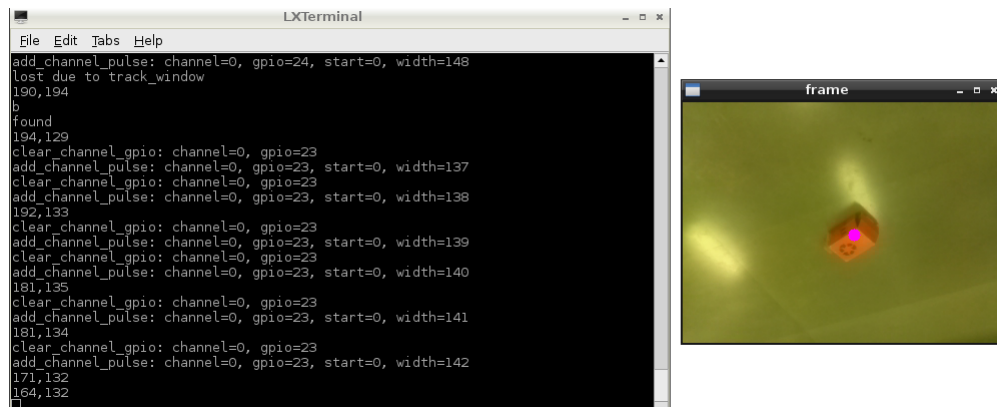 LXTerminal
File Edit Tabs Help
add_channel_pulse: channel=0, gpio=24, start=0, width=148
lost due to track_window
190,194
b
found
194,129
clear_channel_gpio: channel=0, gpio=23
add_channel_pulse: channel=0, gpio=23, start=0, width=137
clear_channel_gpio: channel=0, gpio=23
add_channel_pulse: channel=0, gpio=23, start=0, width=138
192,133
clear_channel_gpio: channel=0, gpio=23
add_channel_pulse: channel=0, gpio=23, start=0, width=139
clear_channel_gpio: channel=0, gpio=23
add_channel_pulse: channel=0, gpio=23, start=0, width=140
181,135
clear_channel_gpio: channel=0, gpio=23
add_channel_pulse: channel=0, gpio=23, start=0, width=141
181,134
clear_channel_gpio: channel=0, gpio=23
add_channel_pulse: channel=0, gpio=23, start=0, width=142
171,132
164,132
frame